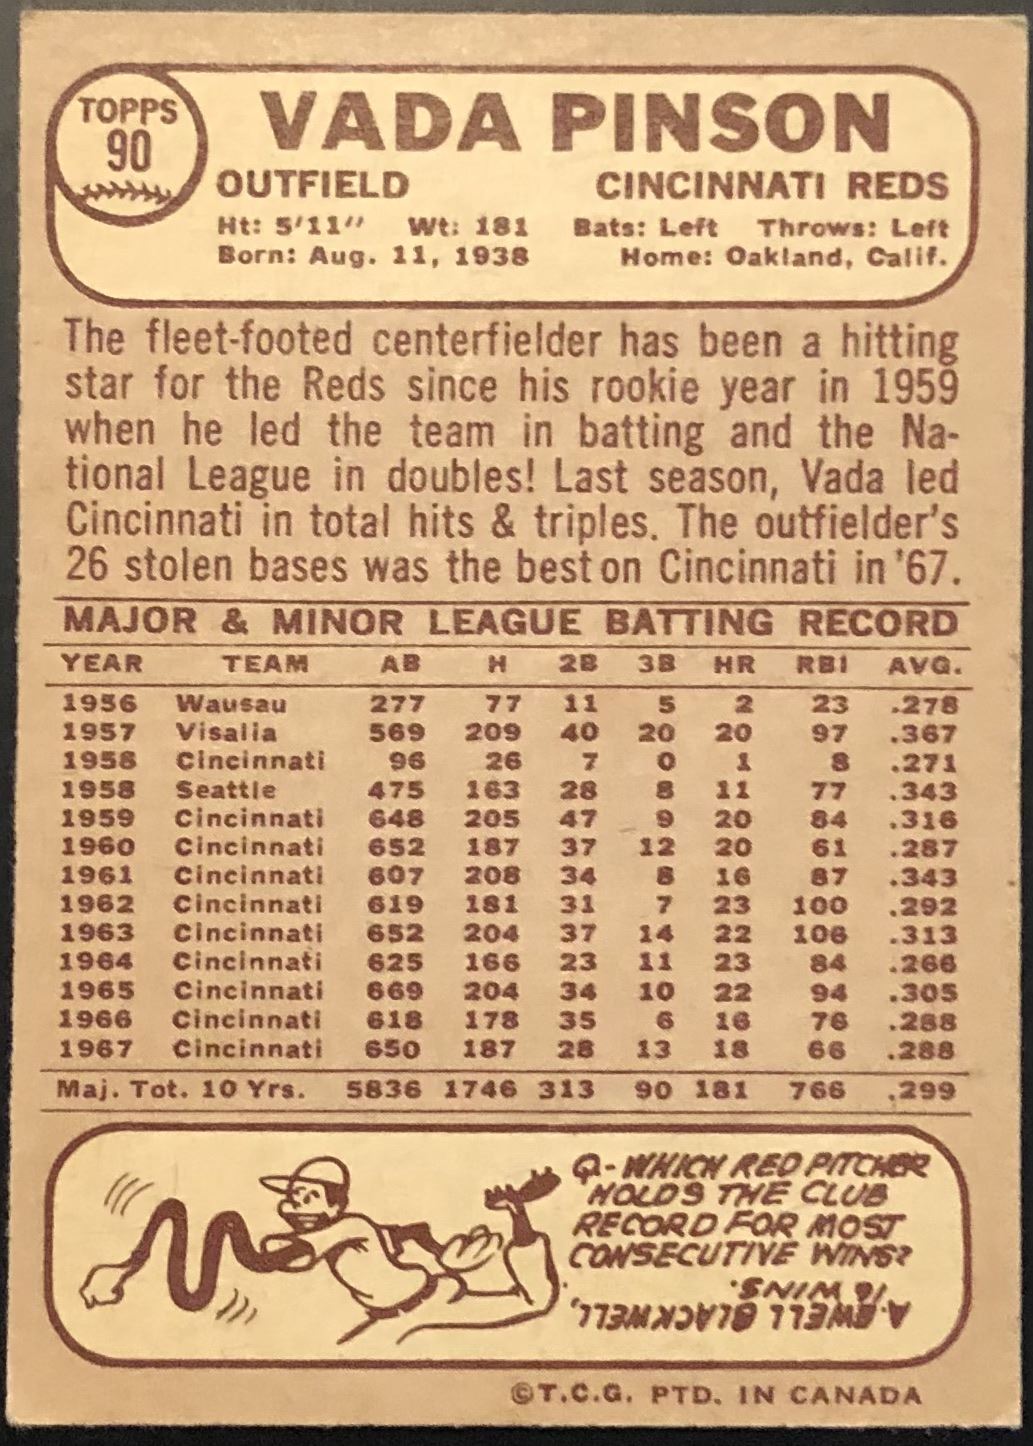 TOPPS
90
VADA PINSON
OUTFIELD CINCINNATI REDS
Ht: 5'11" Wt: 181 Bats: Left Throws: Left
Born: Aug. 11, 1938 Home: Oakland, Calif.
The fleet-footed centerfielder has been a hitting
star for the Reds since his rookie year in 1959
when he led the team in batting and the Na-
tional League in doubles! Last season, Vada led
Cincinnati in total hits & triples. The outfielder's
26 stolen bases was the best on Cincinnati in '67.
MAJOR & MINOR LEAGUE BATTING RECORD
YEAR TEAM AB H 2B 3B HR RBI AVG.
1956 Wausau 277 77 11 5 2 23 .278
1957 Visalia 569 209 40 20 20 97 .367
1958 Cincinnati 96 26 7 0 1 8 .271
1958 Seattle 475 163 28 8 11 77 .343
1959 Cincinnati 648 205 47 9 20 84 .316
1960 Cincinnati 652 187 37 12 20 61 .287
1961 Cincinnati 607 208 34 8 16 87 .343
1962 Cincinnati 619 181 31 7 23 100 .292
1963 Cincinnati 652 204 37 14 22 106 .313
1964 Cincinnati 625 166 23 11 23 84 .266
1965 Cincinnati 669 204 34 10 22 94 .305
1966 Cincinnati 618 178 35 6 16 76 .288
1967 Cincinnati 650 187 28 13 18 66 .288
Maj. Tot. 10 Yrs. 5836 1746 313 90 181 766 .299
Q-WHICH RED PITCHER
HOLDS THE CLUB
RECORD FOR MOST
CONSECUTIVE WINS?
A-EWELL BLACKWELL,
16 WINS.
©T.C.G. PTD. IN CANADA